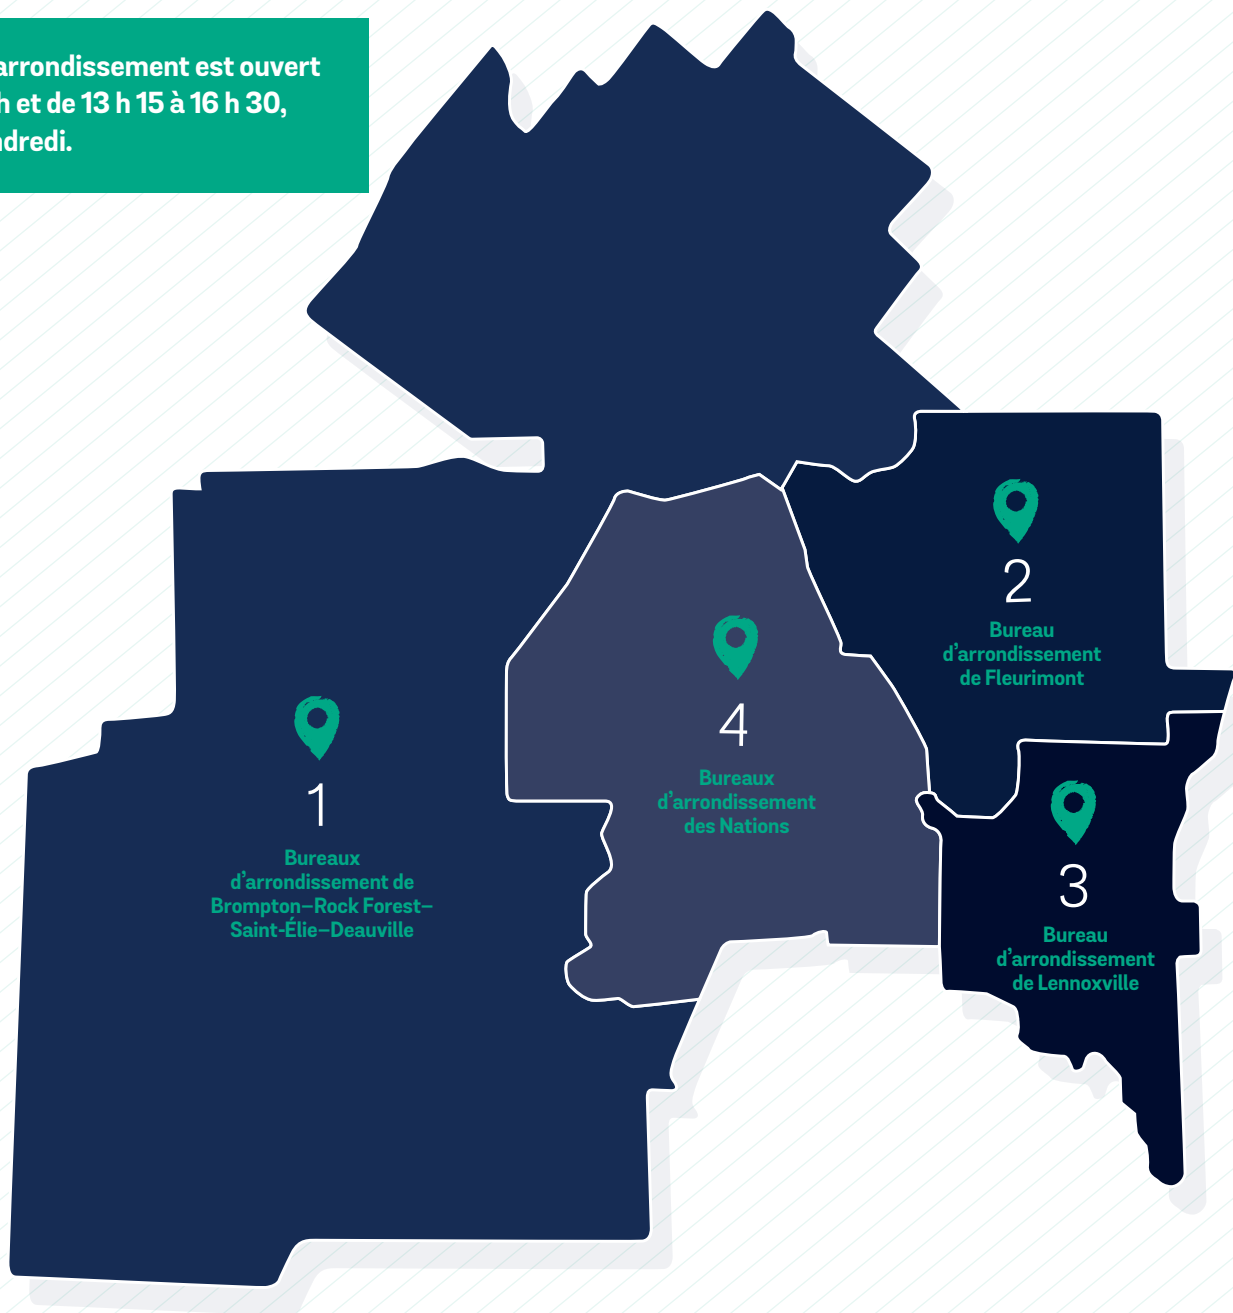 arrondissement est ouvert
h et de 13 h 15 à 16 h 30,
ndredi.
2
Bureau
d'arrondissement
de Fleurimont
4
Bureaux
d'arrondissement
des Nations
1
Bureaux
d'arrondissement de
Brompton–Rock Forest–
Saint-Élie–Deauville
3
Bureau
d'arrondissement
de Lennoxville